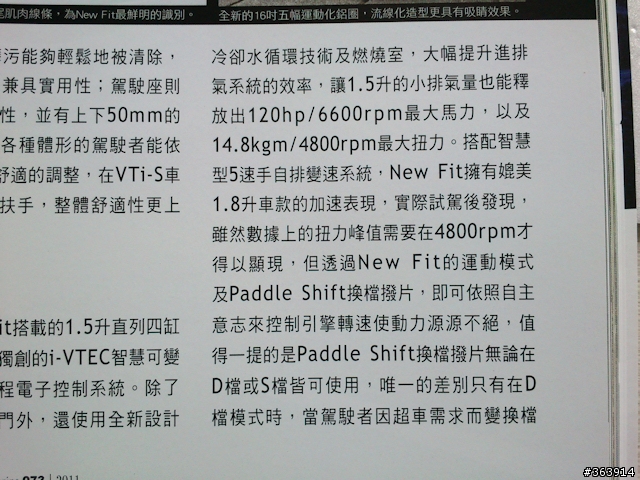 尾肌肉線條，為New Fit最鮮明的識別。
全新的16吋五幅運動化鋁圈，流線化造型更具有吸睛效果。
污能夠輕鬆地被清除，
兼具實用性；駕駛座則
性，並有上下50mm的
各種體形的駕駛者能依
舒適的調整，在VTi-S車
扶手，整體舒適性更上
it搭載的1.5升直列四缸
獨創的i-VTEC智慧可變
程電子控制系統。除了
門外，還使用全新設計
冷卻水循環技術及燃燒室，大幅提升進排
氣系統的效率，讓1.5升的小排氣量也能釋
放出120hp/6600rpm最大馬力，以及
14.8kgm/4800rpm最大扭力。搭配智慧
型5速手自排變速系統，New Fit擁有媲美
1.8升車款的加速表現，實際試駕後發現，
雖然數據上的扭力峰值需要在4800rpm才
得以顯現，但透過New Fit的運動模式
及Paddle Shift換檔撥片，即可依照自主
意志來控制引擎轉速使動力源源不絕，值
得一提的是Paddle Shift換檔撥片無論在
D檔或S檔皆可使用，唯一的差別只有在D
檔模式時，當駕駛者因超車需求而變換檔
073 | 2011
#363914